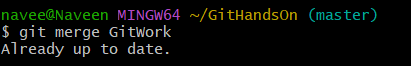 navee@Naveen MINGW64 ~/GitHandsOn (master)
$ git merge GitWork
Already up to date.